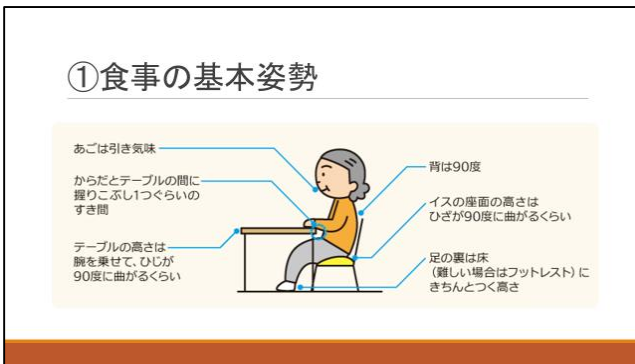 ①食事の基本姿勢
あごは引き気味
からだとテーブルの間に
握りこぶし1つぐらいの
すき間
テーブルの高さは
腕を乗せて、ひじが
90度に曲がるくらい
背は90度
イスの座面の高さは
ひざが90度に曲がるくらい
足の裏は床
(難しい場合はフットレスト)に
きちんとつく高さ